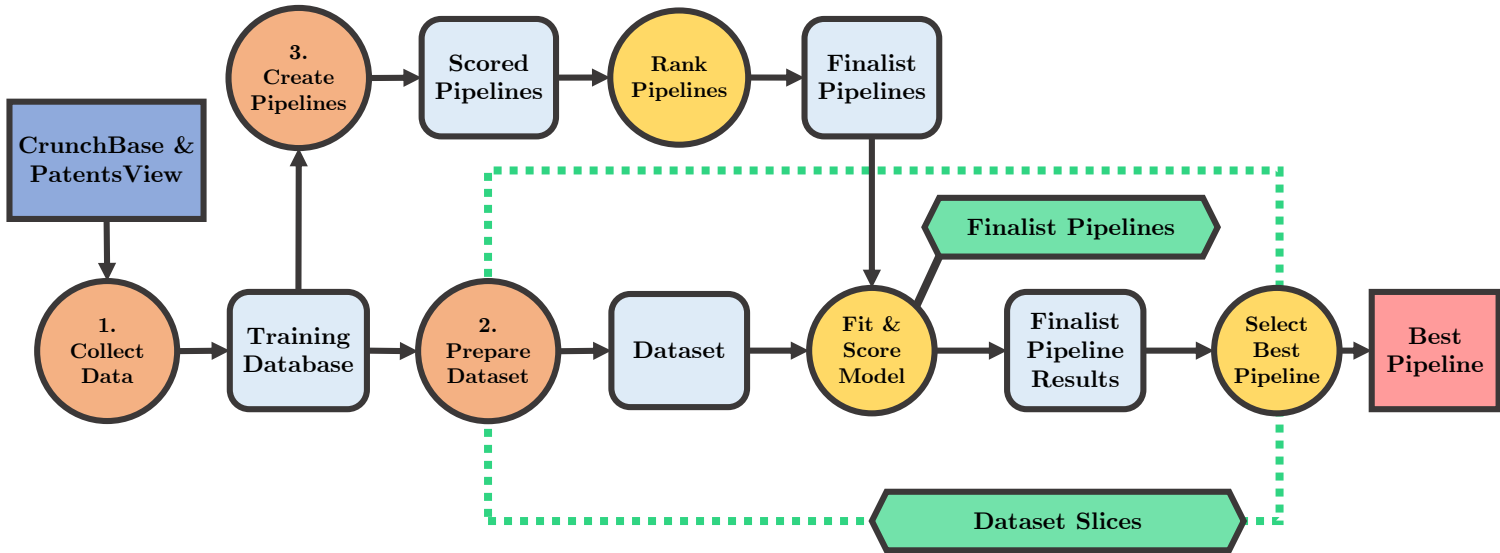 3.
Create
Pipelines
Scored
Pipelines
Rank
Pipelines
Finalist
Pipelines
CrunchBase &
PatentsView
Finalist Pipelines
1.
Collect
Data
Training
Database
2.
Prepare
Dataset
Dataset
Fit &
Score
Model
Finalist
Pipeline
Results
Select
Best
Pipeline
Best
Pipeline
Dataset Slices